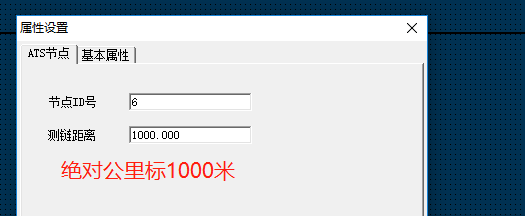 属性设置
ATS节点 基本属性
节点ID号 6
测链距离 1000.000
绝对公里标1000米